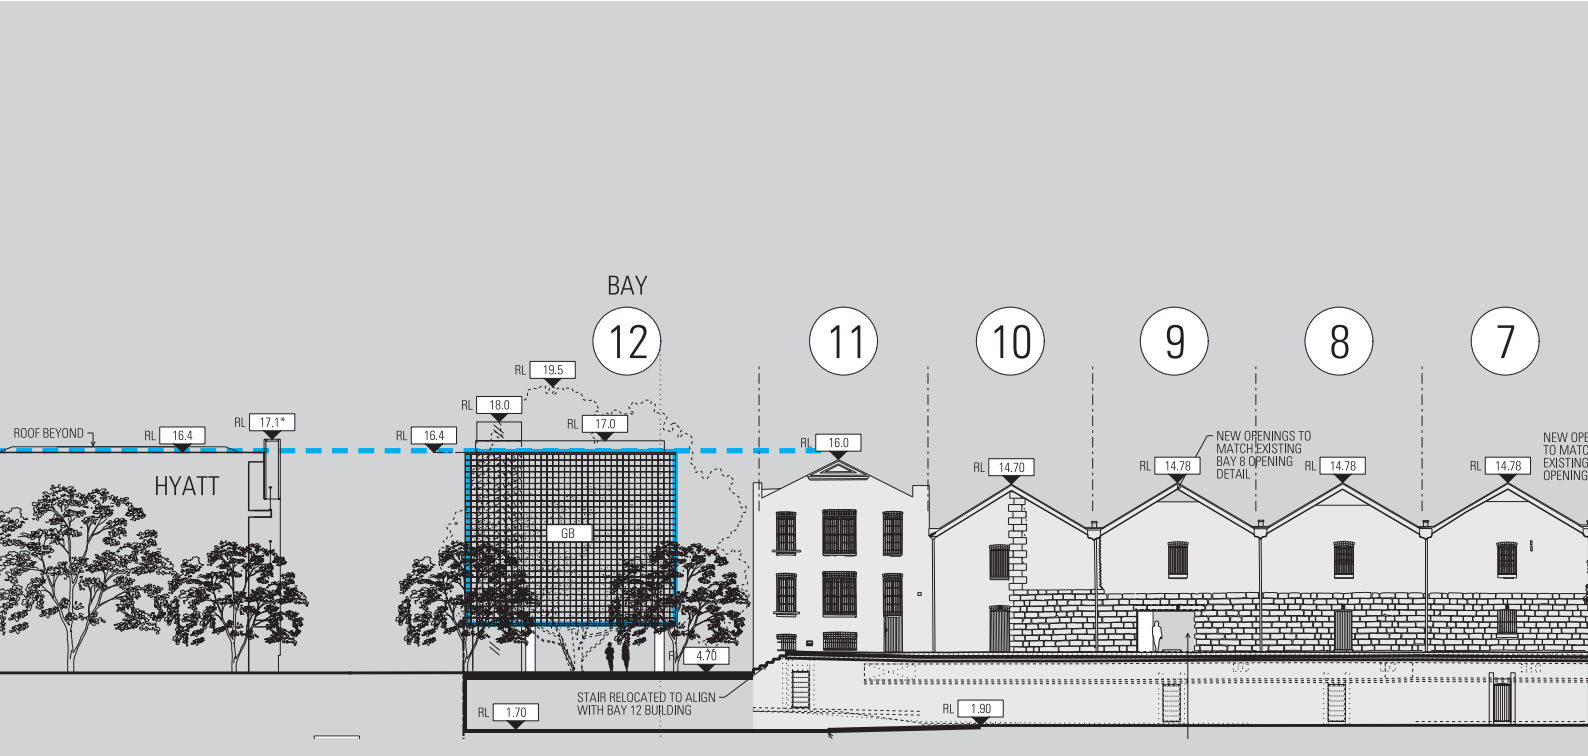 BAY
12
11
10
9
8
7
RL 19.5
RL 18.0
RL 17.0
RL 17.1*
ROOF BEYOND
RL 16.4
RL 16.4
RL 16.0
NEW OPENINGS TO
MATCH EXISTING
BAY 8 OPENING
DETAIL
NEW OPE
TO MATC
EXISTING
OPENING
RL 14.70
RL 14.78
RL 14.78
RL 14.78
HYATT
GB
RL 4.70
STAIR RELOCATED TO ALIGN
WITH BAY 12 BUILDING
RL 1.70
RL 1.90